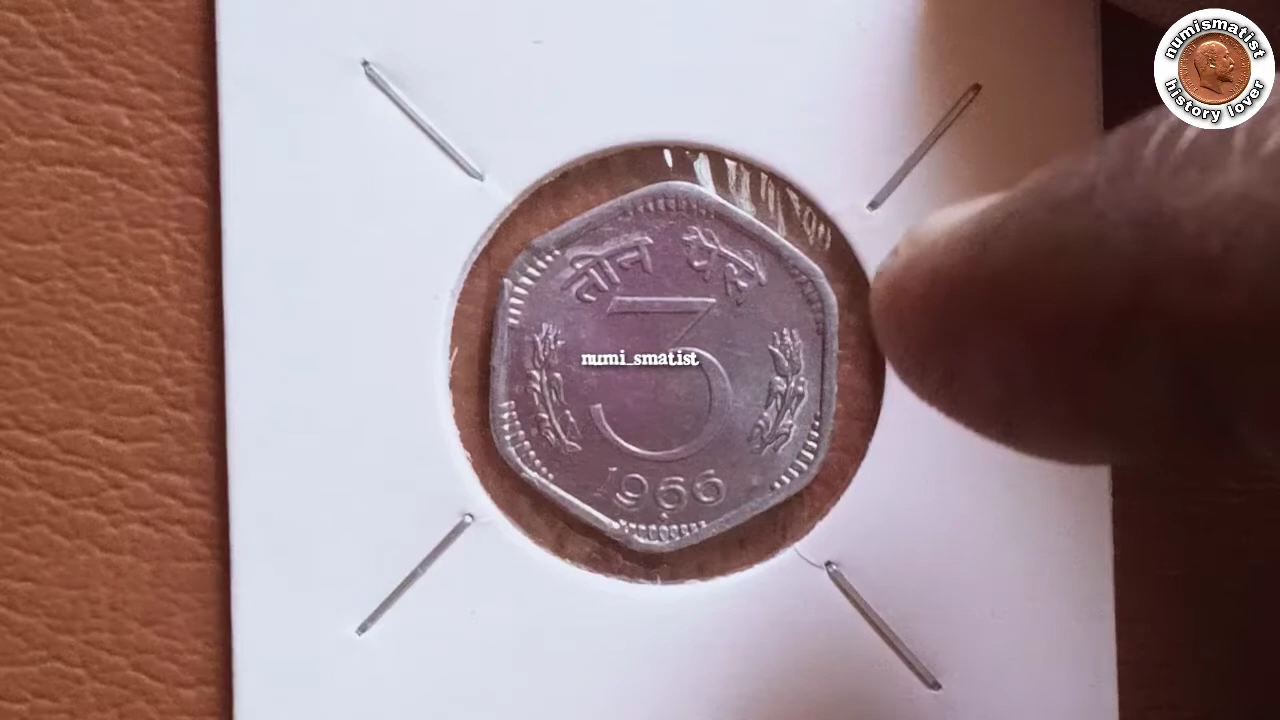 numismatist
history lover
तीन पैसे
3
numi_smatist
1966